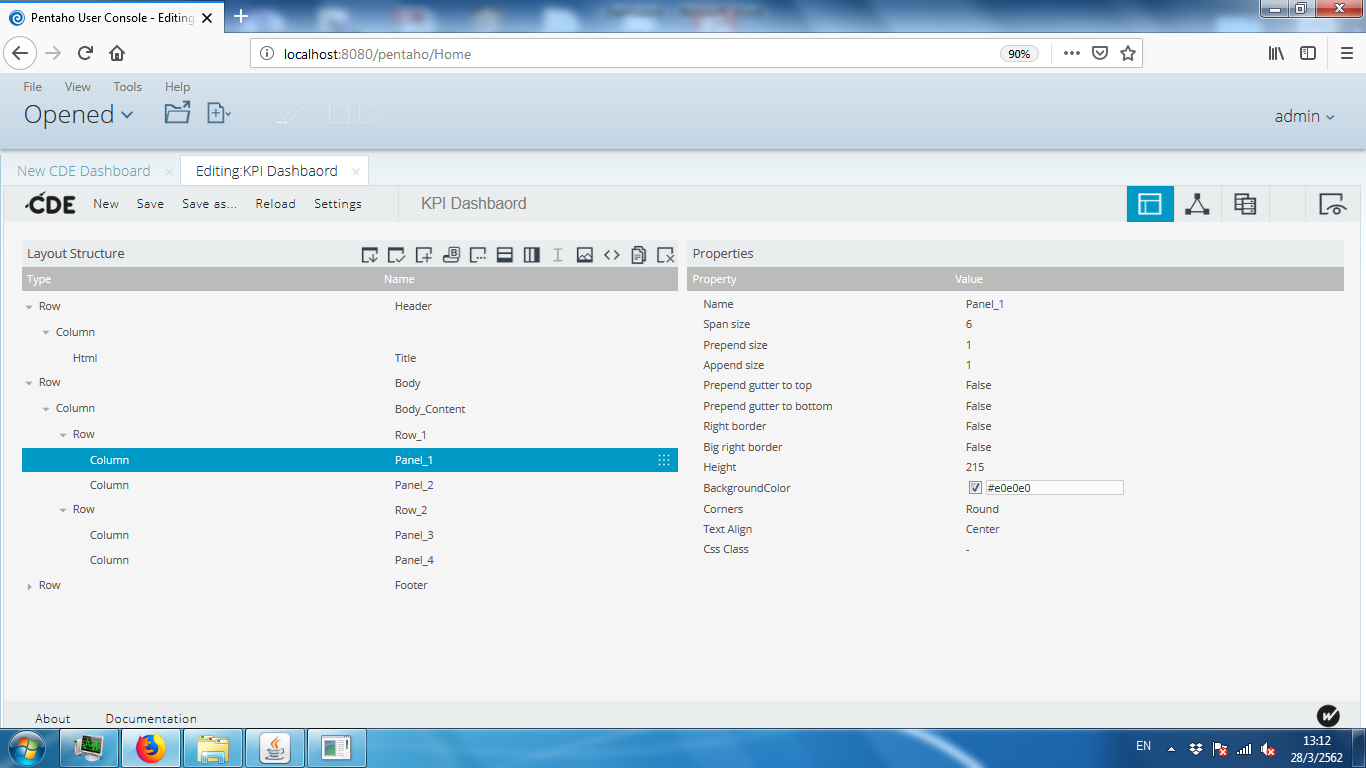 Pentaho User Console - Editing
localhost:8080/pentaho/Home
90%
File View Tools Help
Opened
admin
New CDE Dashboard
Editing:KPI Dashbaord
CDE New Save Save as... Reload Settings KPI Dashbaord
Layout Structure
Properties
Type Name
Property Value
Row Header
Column
Html Title
Row Body
Column Body_Content
Row Row_1
Column Panel_1
Column Panel_2
Row Row_2
Column Panel_3
Column Panel_4
Row Footer
Name Panel_1
Span size 6
Prepend size 1
Append size 1
Prepend gutter to top False
Prepend gutter to bottom False
Right border False
Big right border False
Height 215
BackgroundColor #e0e0e0
Corners Round
Text Align Center
Css Class -
About Documentation
EN
13:12
28/3/2562